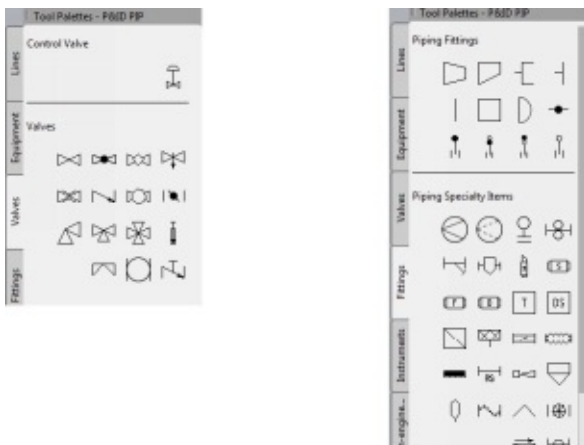 Tool Palettes - P&ID PIP
Control Valve
Lines
Equipment
Valves
Valves
Fittings
Tool Palettes - P&ID PIP
Piping Fittings
Lines
Equipment
Valves
Piping Specialty Items
Fittings
S
F
T
DS
Instruments
RS